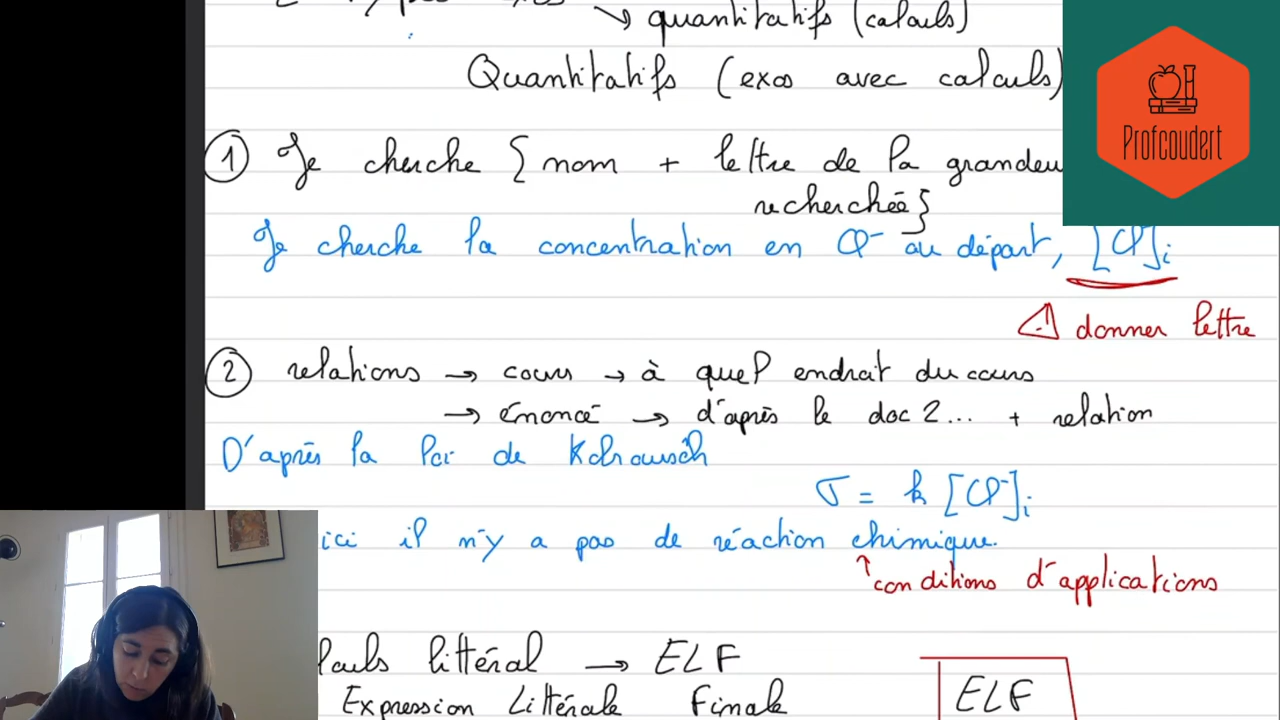 quantitatifs (calculs)
Quantitatifs (exos avec calculs)
Profcoudert
① Je cherche {nom + lettre de la grandeu
recherchée}
Je cherche la concentration en Cl⁻ au départ, [Cl⁻]i
⚠ donner lettre
② relations → cours → à quel endroit du cours
→ énoncé → d'après le doc 2... + relation
D'après la loi de Kohrausch
σ = k [Cl⁻]i
ici il n'y a pas de réaction chimique.
↑ conditions d'applications
lculs littéral → ELF
Expression Littérale Finale
ELF